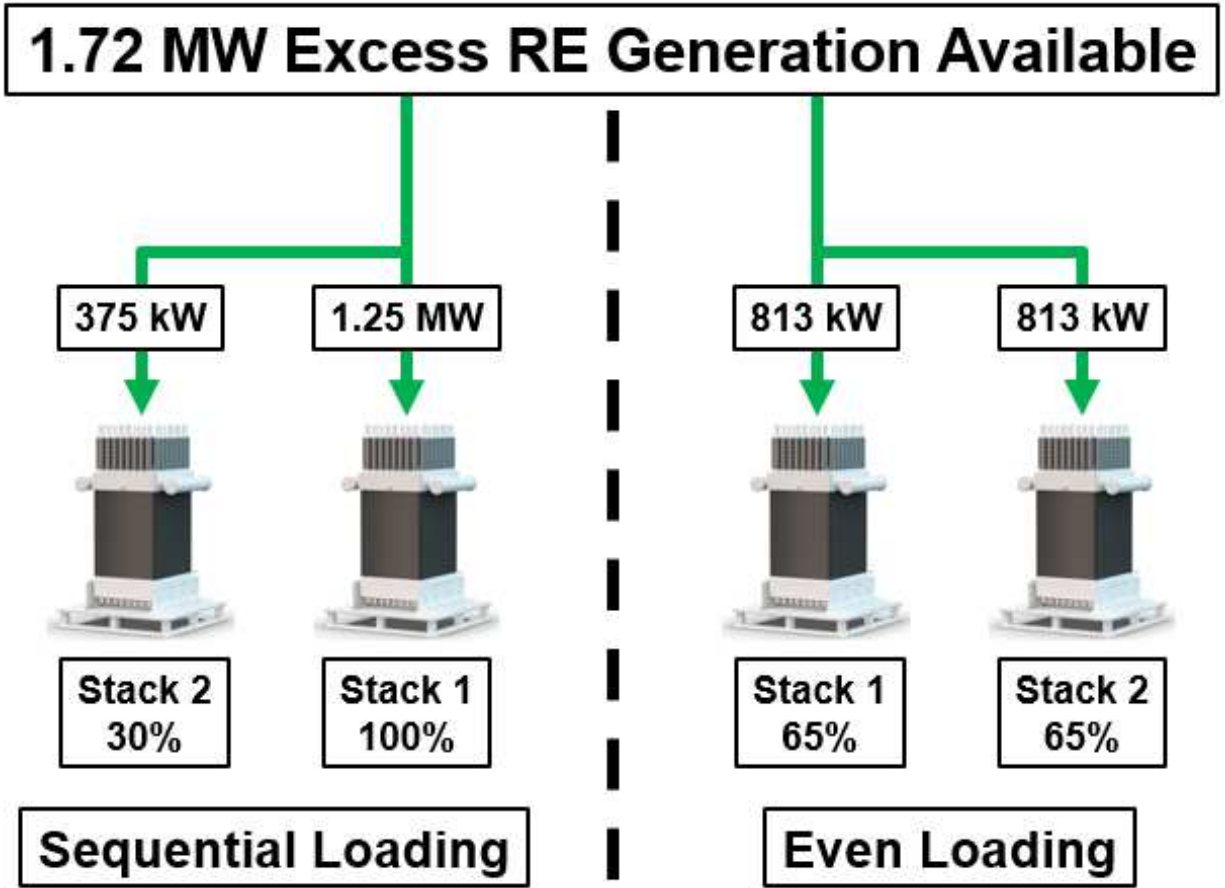 1.72 MW Excess RE Generation Available
375 kW
1.25 MW
813 kW
813 kW
Stack 2
30%
Stack 1
100%
Stack 1
65%
Stack 2
65%
Sequential Loading
Even Loading